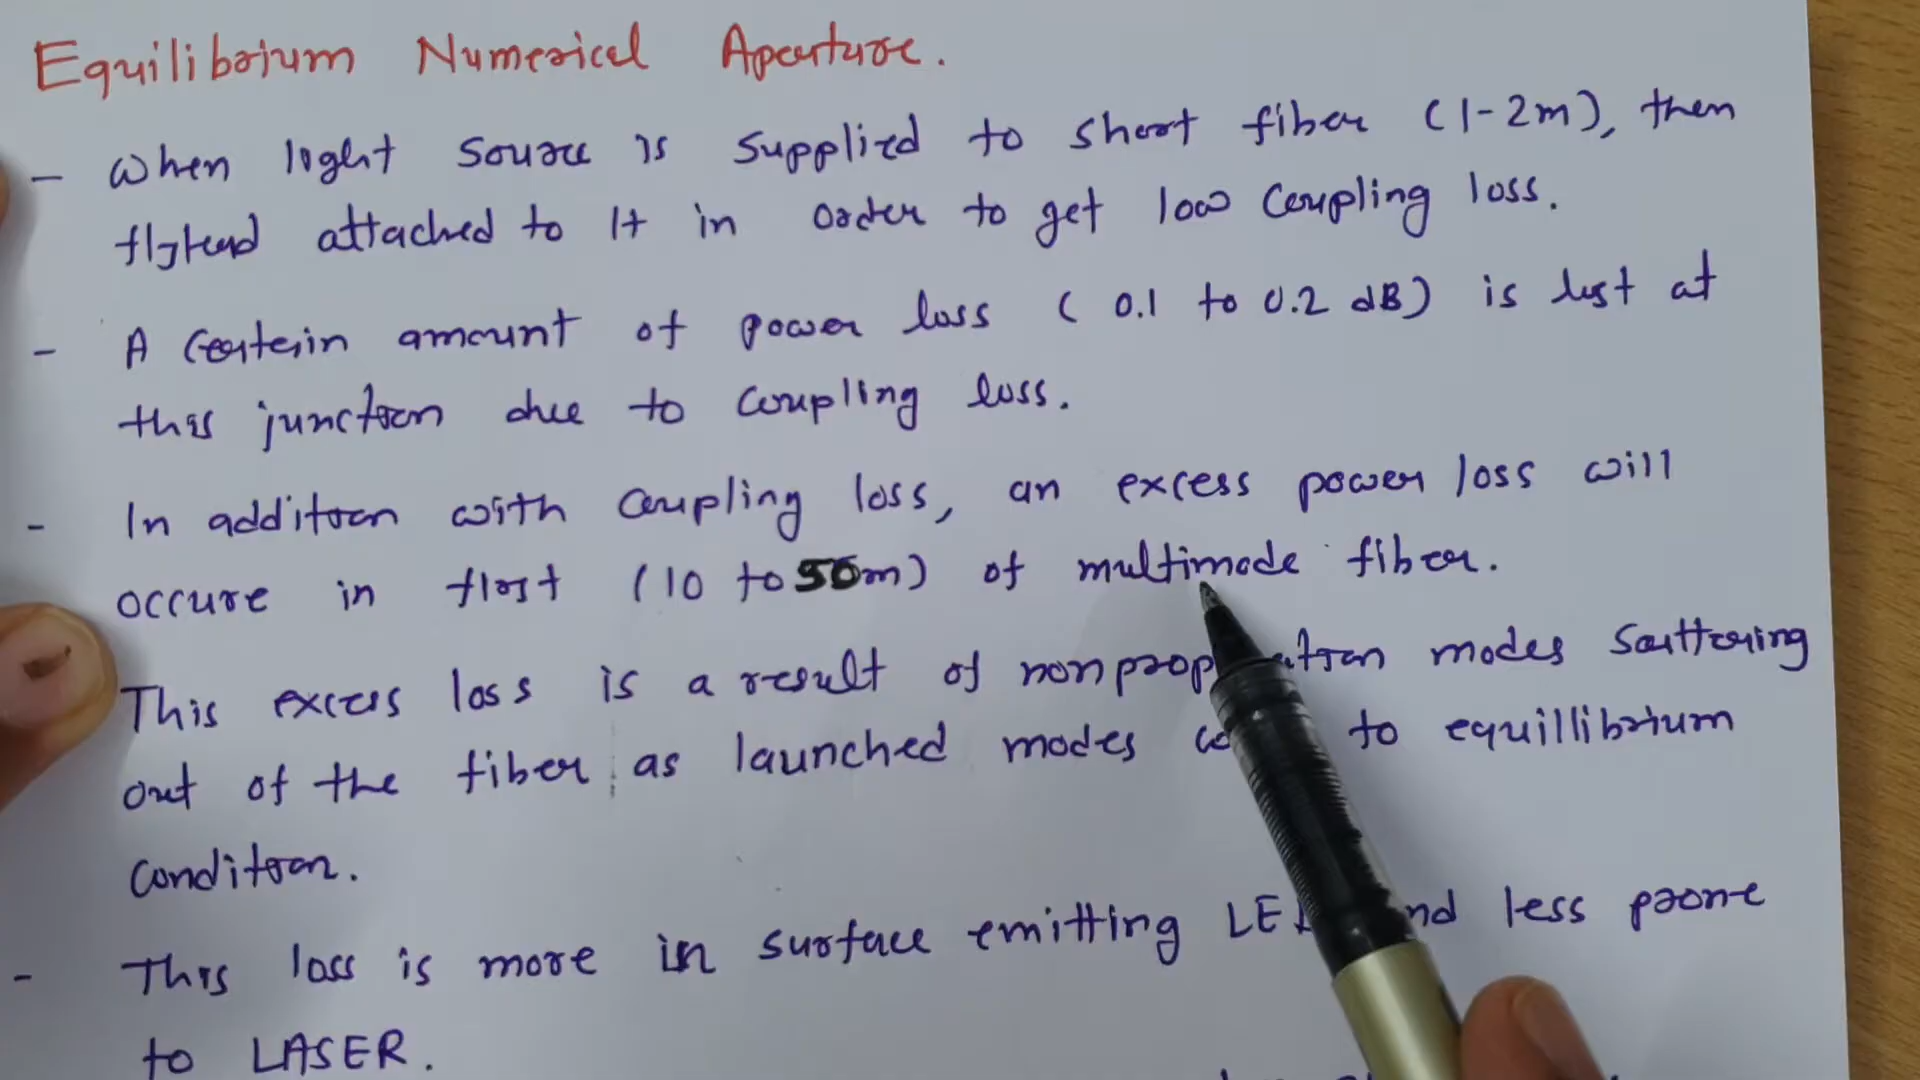 Equilibrium Numerical Aperture.
- When light source is supplied to short fiber (1-2m), then
flylead attached to it in order to get low coupling loss.
- A certain amount of power loss ( 0.1 to 0.2 dB) is lost at
this junction due to coupling loss.
- In addition with coupling loss, an excess power loss will
occure in first (10 to 50m) of multimode fiber.
This excess loss is a result of nonpropation modes scattering
out of the fiber as launched modes to equillibrium
condition.
- This loss is more in surface emitting LED and less prone
to LASER.